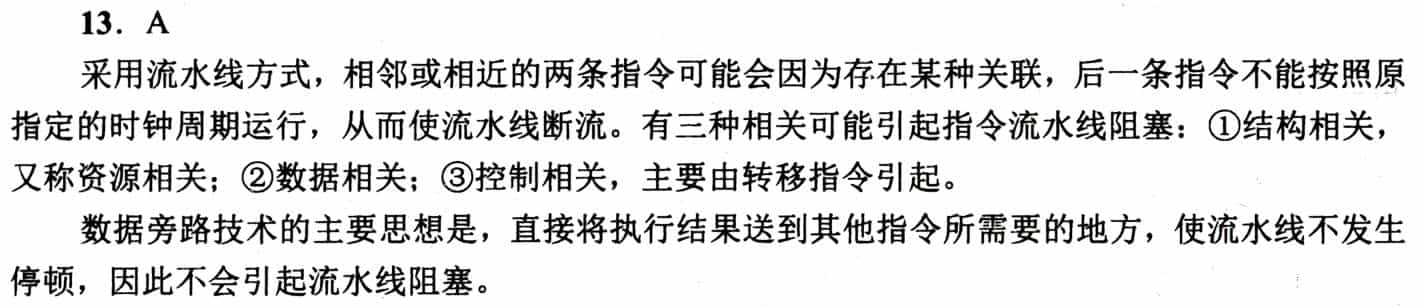 13. A
采用流水线方式，相邻或相近的两条指令可能会因为存在某种关联，后一条指令不能按照原
指定的时钟周期运行，从而使流水线断流。有三种相关可能引起指令流水线阻塞：①结构相关，
又称资源相关；②数据相关；③控制相关，主要由转移指令引起。
数据旁路技术的主要思想是，直接将执行结果送到其他指令所需要的地方，使流水线不发生
停顿，因此不会引起流水线阻塞。